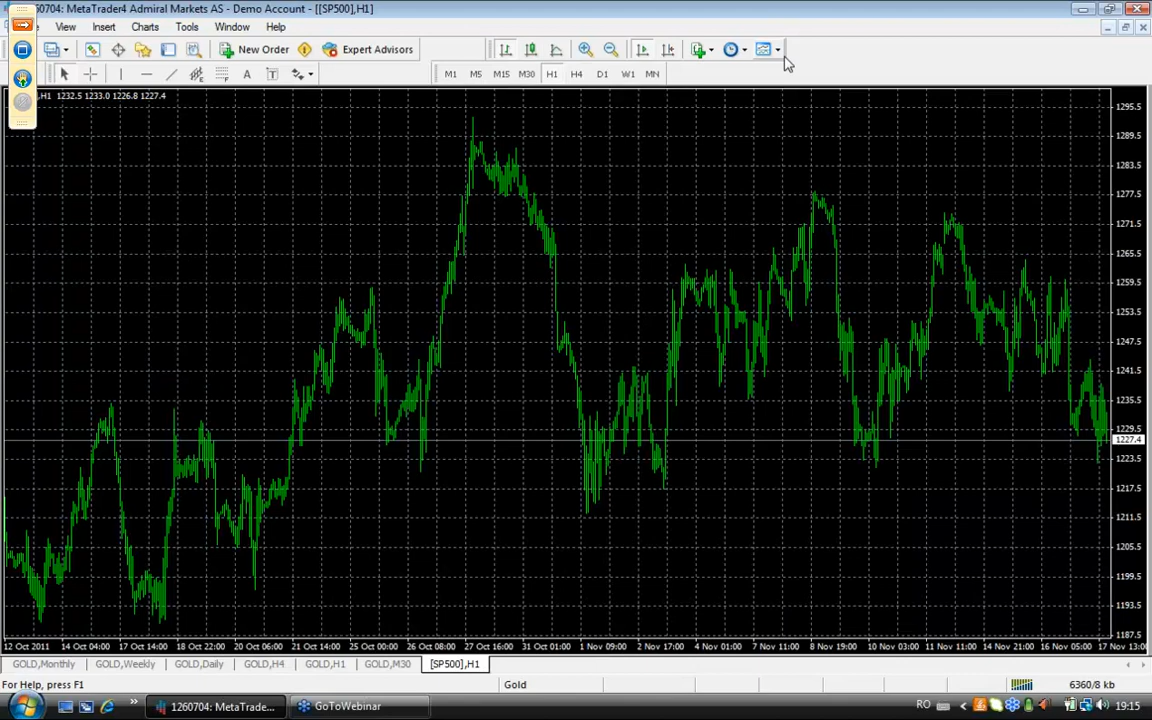 1260704: MetaTrader4 Admiral Markets AS - Demo Account - [[SP500],H1]
View Insert Charts Tools Window Help
New Order Expert Advisors
A T M1 M5 M15 M30 H1 H4 D1 W1 MN
,H1 1232.5 1233.0 1226.8 1227.4
1295.5
1289.5
1283.5
1277.5
1271.5
1265.5
1259.5
1253.5
1247.5
1241.5
1235.5
1229.5
1227.4
1223.5
1217.5
1211.5
1205.5
1199.5
1193.5
1187.5
12 Oct 2011 14 Oct 04:00 17 Oct 14:00 18 Oct 22:00 20 Oct 06:00 21 Oct 14:00 25 Oct 00:00 26 Oct 08:00 27 Oct 16:00 31 Oct 01:00 1 Nov 09:00 2 Nov 17:00 4 Nov 01:00 7 Nov 11:00 8 Nov 19:00 10 Nov 03:00 11 Nov 11:00 14 Nov 21:00 16 Nov 05:00 17 Nov 13:00
GOLD,Monthly GOLD,Weekly GOLD,Daily GOLD,H4 GOLD,H1 GOLD,M30 [SP500],H1
For Help, press F1 Gold 6360/8 kb
1260704: MetaTrade... GoToWebinar RO 19:15